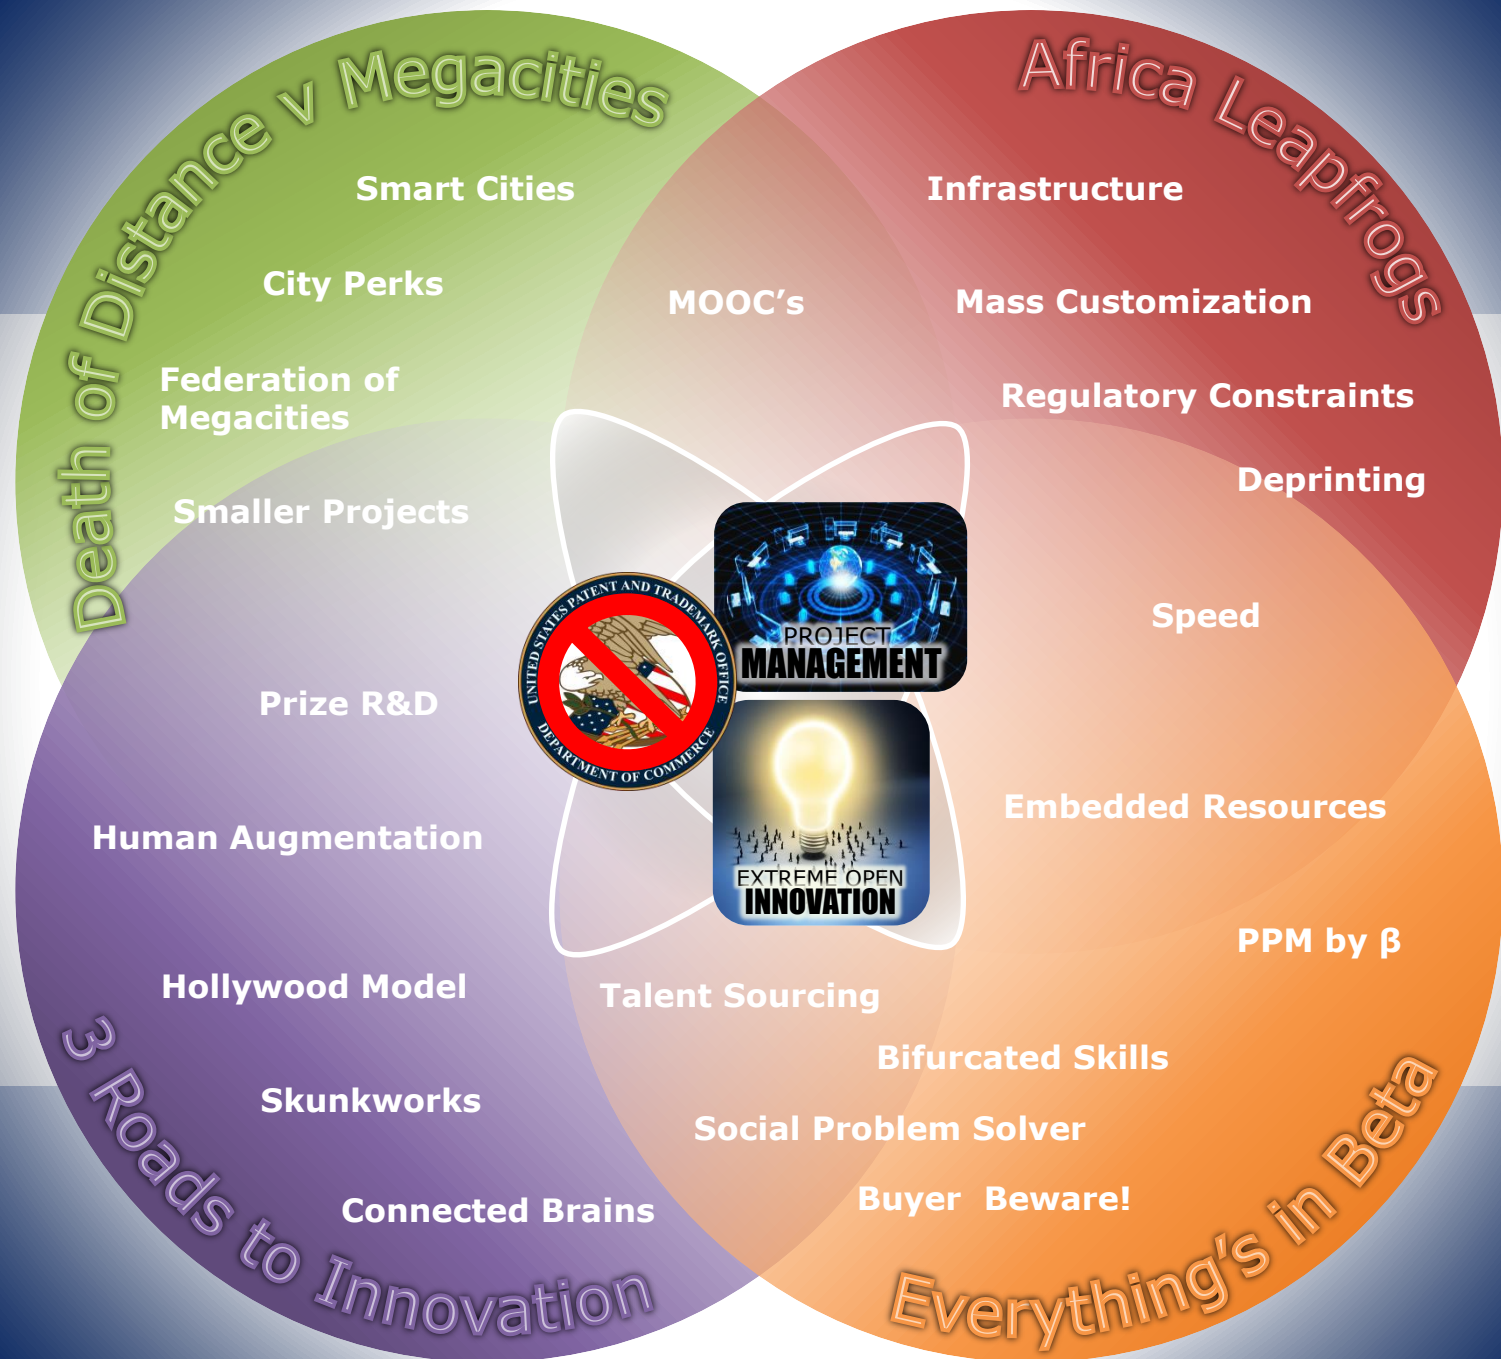 Death of Distance v Megacities
Africa Leapfrogs
Smart Cities
Infrastructure
City Perks
MOOC’s
Mass Customization
Federation of
Megacities
Regulatory Constraints
Deprinting
Smaller Projects
Speed
UNITED STATES PATENT AND TRADEMARK OFFICE
DEPARTMENT OF COMMERCE
PROJECT
MANAGEMENT
Prize R&D
Embedded Resources
Human Augmentation
EXTREME OPEN
INNOVATION
PPM by β
Hollywood Model
Talent Sourcing
Bifurcated Skills
Skunkworks
Social Problem Solver
Buyer  Beware!
Connected Brains
3 Roads to Innovation
Everything’s in Beta